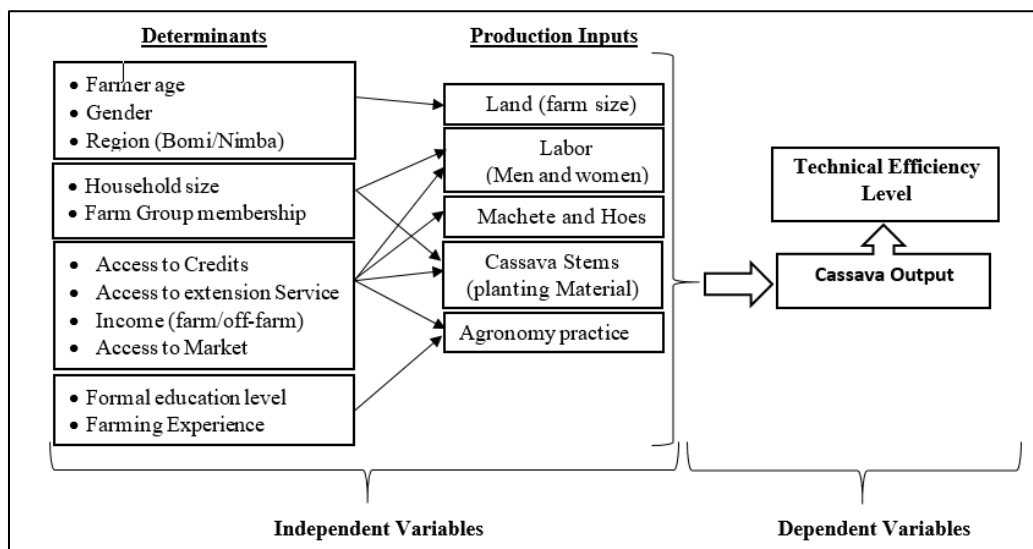 Determinants
• Farmer age
• Gender
• Region (Bomi/Nimba)
• Household size
• Farm Group membership
• Access to Credits
• Access to extension Service
• Income (farm/off-farm)
• Access to Market
• Formal education level
• Farming Experience
Production Inputs
Land (farm size)
Labor
(Men and women)
Machete and Hoes
Cassava Stems
(planting Material)
Agronomy practice
Technical Efficiency
Level
Cassava Output
Independent Variables
Dependent Variables